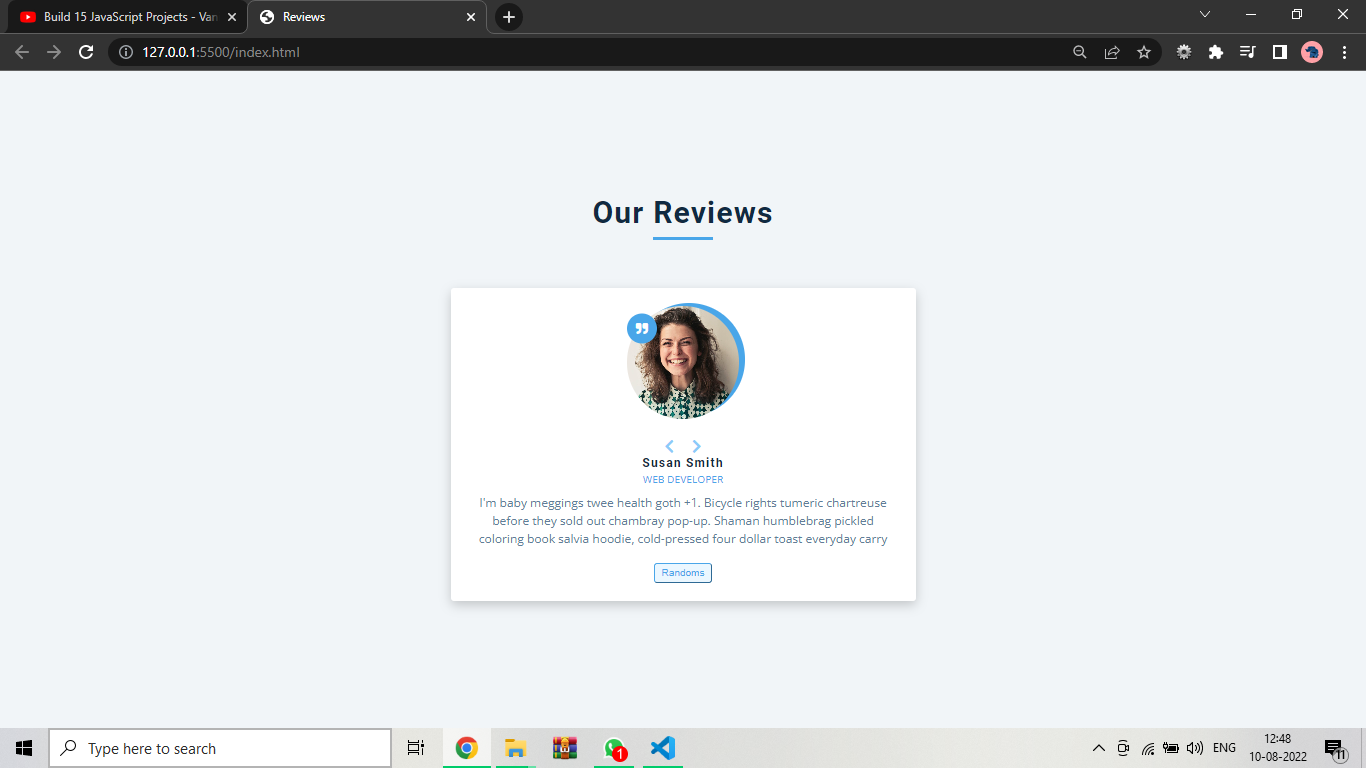 Build 15 JavaScript Projects - Van
Reviews
127.0.0.1:5500/index.html
Our Reviews
Susan Smith
WEB DEVELOPER
I'm baby meggings twee health goth +1. Bicycle rights tumeric chartreuse
before they sold out chambray pop-up. Shaman humblebrag pickled
coloring book salvia hoodie, cold-pressed four dollar toast everyday carry
Randoms
Type here to search
1
ENG
12:48
10-08-2022
11